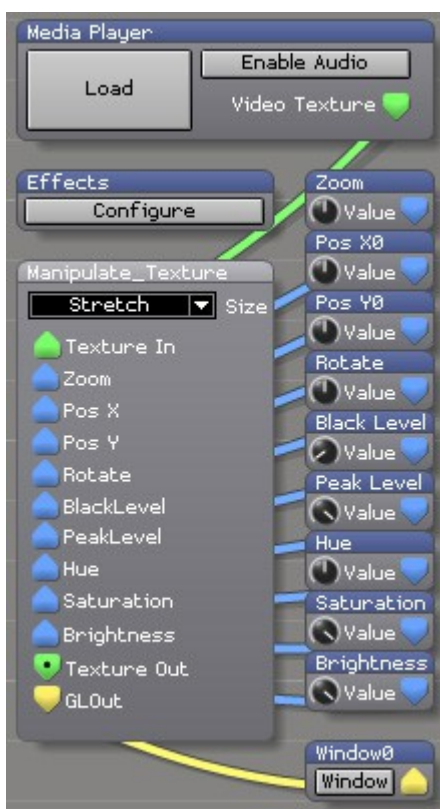 Media Player
Enable Audio
Load
Video Texture
Effects
Configure
Zoom
Value
Pos X0
Value
Manipulate_Texture
Stretch
Size
Pos Y0
Value
Texture In
Zoom
Pos X
Pos Y
Rotate
BlackLevel
PeakLevel
Hue
Saturation
Brightness
Texture Out
GLOut
Rotate
Value
Black Level
Value
Peak Level
Value
Hue
Value
Saturation
Value
Brightness
Value
Window0
Window